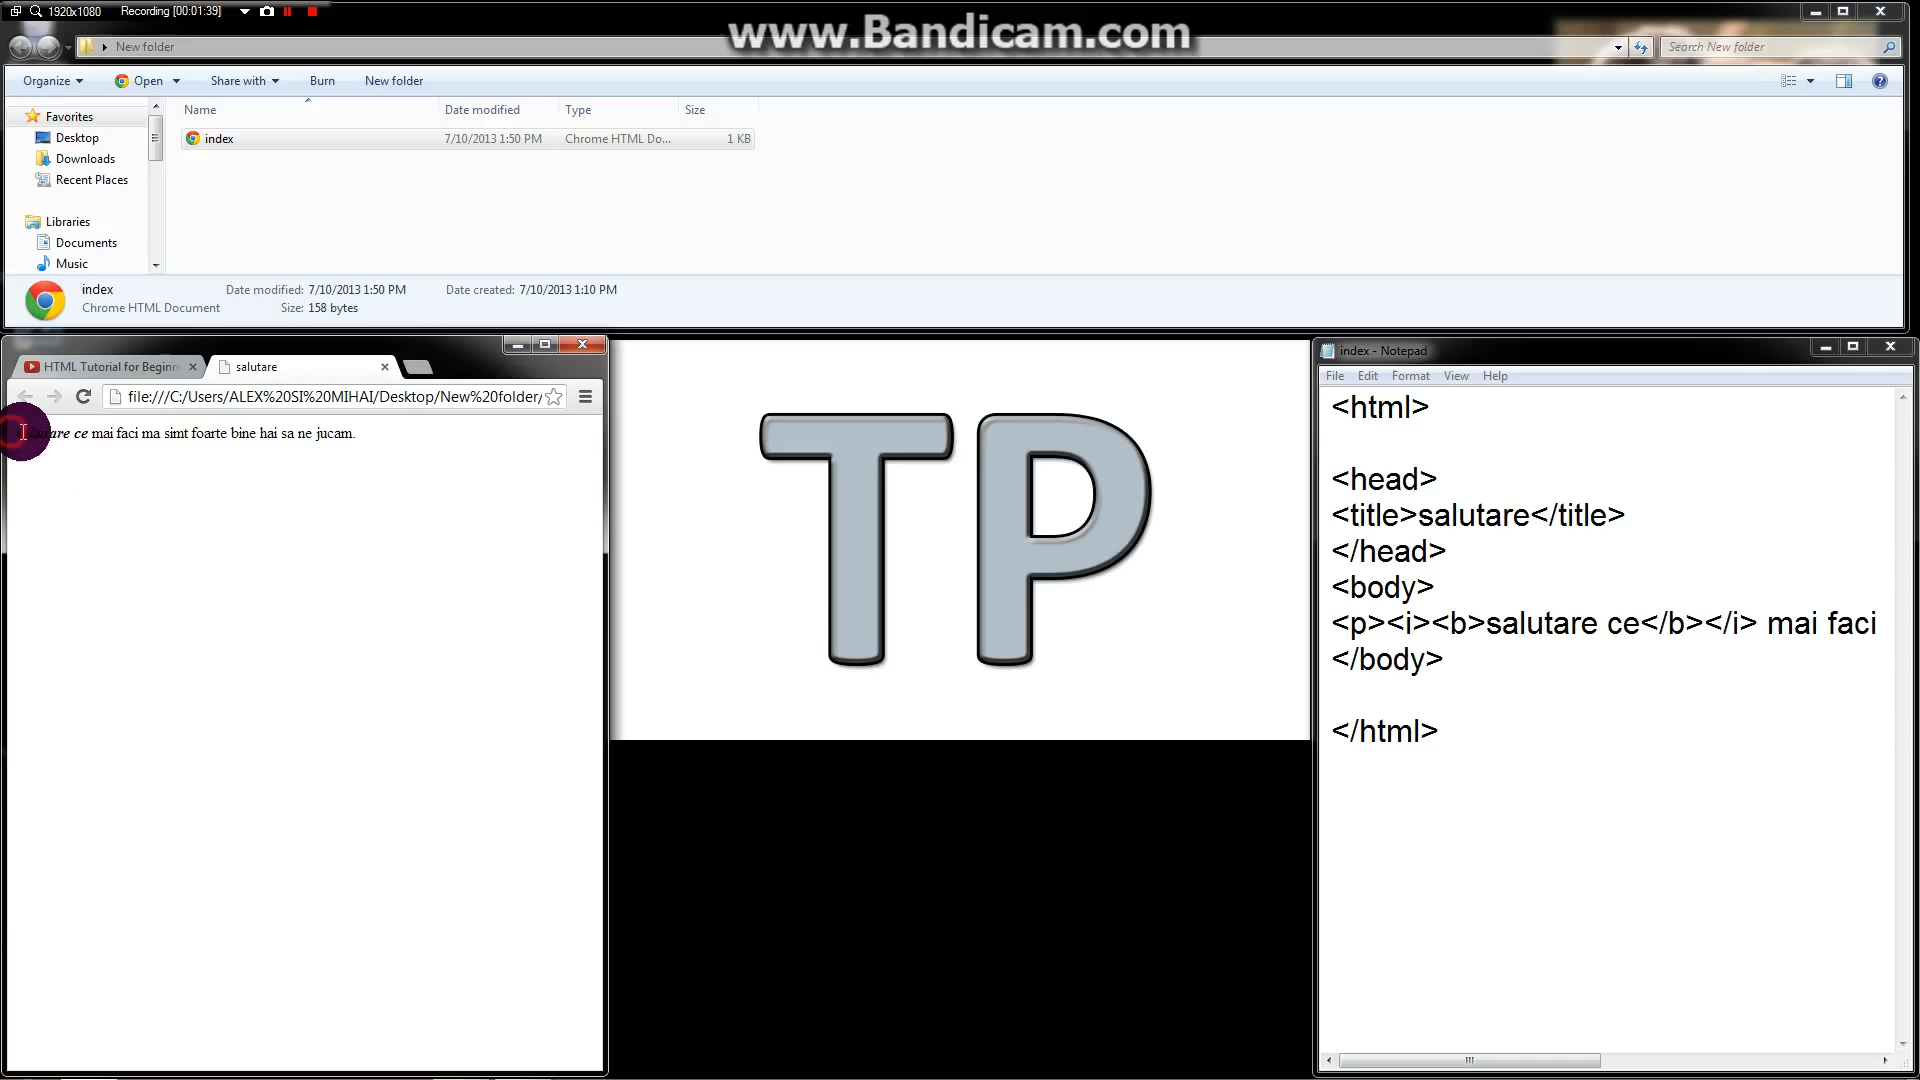 1920x1080 Recording [00:01:39]
www.Bandicam.com
New folder
Search New folder
Organize Open Share with Burn New folder
Favorites
Desktop
Downloads
Recent Places
Libraries
Documents
Music
Name Date modified Type Size
index 7/10/2013 1:50 PM Chrome HTML Do... 1 KB
index Date modified: 7/10/2013 1:50 PM Date created: 7/10/2013 1:10 PM
Chrome HTML Document Size: 158 bytes
HTML Tutorial for Beginn salutare
file:///C:/Users/ALEX%20SI%20MIHAI/Desktop/New%20folder/
ce mai faci ma simt foarte bine hai sa ne jucam.
TP
index - Notepad
File Edit Format View Help
<html>
<head>
<title>salutare</title>
</head>
<body>
<p><i><b>salutare ce</b></i> mai faci
</body>
</html>